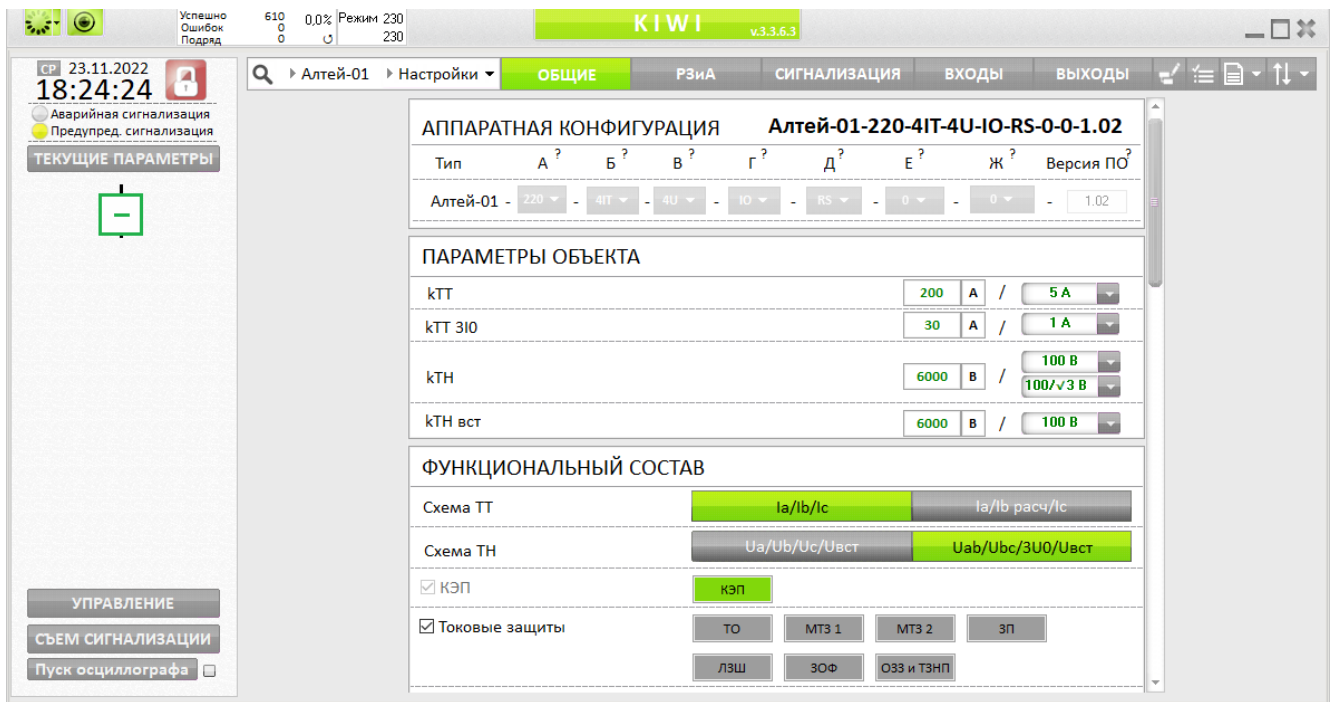 Успешно 610 0,0% Режим 230
Ошибок 0
Подряд 0 ↺ 230
KIWI v.3.3.6.3
СР 23.11.2022
18:24:24
Аварийная сигнализация
Предупред. сигнализация
ТЕКУЩИЕ ПАРАМЕТРЫ
УПРАВЛЕНИЕ
СЪЕМ СИГНАЛИЗАЦИИ
Пуск осциллографа
Алтей-01 Настройки ОБЩИЕ РЗиА СИГНАЛИЗАЦИЯ ВХОДЫ ВЫХОДЫ
АППАРАТНАЯ КОНФИГУРАЦИЯ Алтей-01-220-4IT-4U-IO-RS-0-0-1.02
Тип А ? Б ? В ? Г ? Д ? Е ? Ж ? Версия ПО ?
Алтей-01 - 220 - 4IT - 4U - IO - RS - 0 - 0 - 1.02
ПАРАМЕТРЫ ОБЪЕКТА
kТТ 200 А / 5 А
kТТ 3I0 30 А / 1 А
kТН 6000 В / 100 В
100/√3 В
kТН вст 6000 В / 100 В
ФУНКЦИОНАЛЬНЫЙ СОСТАВ
Схема ТТ Ia/Ib/Ic Ia/Ib расч/Ic
Схема ТН Ua/Ub/Uc/Uвст Uab/Ubc/3U0/Uвст
КЭП КЭП
Токовые защиты ТО МТЗ 1 МТЗ 2 ЗП
ЛЗШ ЗОФ ОЗЗ и ТЗНП